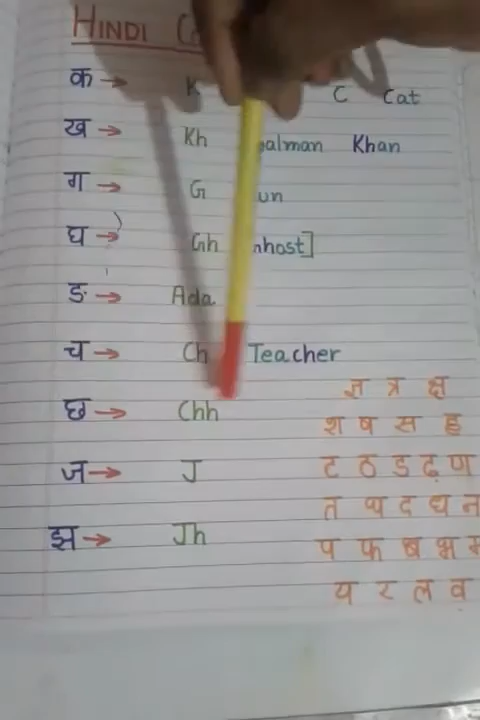 HINDI
क → K C Cat
ख → Kh Khan
ग → G
घ → Gh
ङ → Ada
च → Ch Teacher
छ → Chh
ज → J
झ → Jh
ज्ञ त्र क्ष
श ष स ह
ट ठ ड ढ़ ण
त थ द ध न
प फ ब भ म
य र ल व